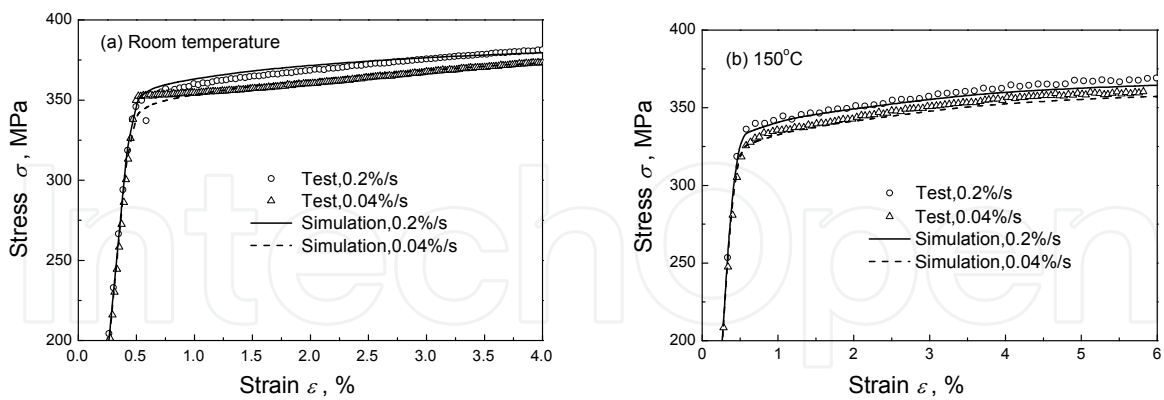 400
(a) Room temperature
350
300
250
200
Stress σ, MPa
Test,0.2%/s
Test,0.04%/s
Simulation,0.2%/s
Simulation,0.04%/s
0.0 0.5 1.0 1.5 2.0 2.5 3.0 3.5 4.0
Strain ε, %
400
(b) 150°C
350
300
250
200
Stress σ, MPa
Test,0.2%/s
Test,0.04%/s
Simulation,0.2%/s
Simulation,0.04%/s
0 1 2 3 4 5 6
Strain ε, %
IntechOpen